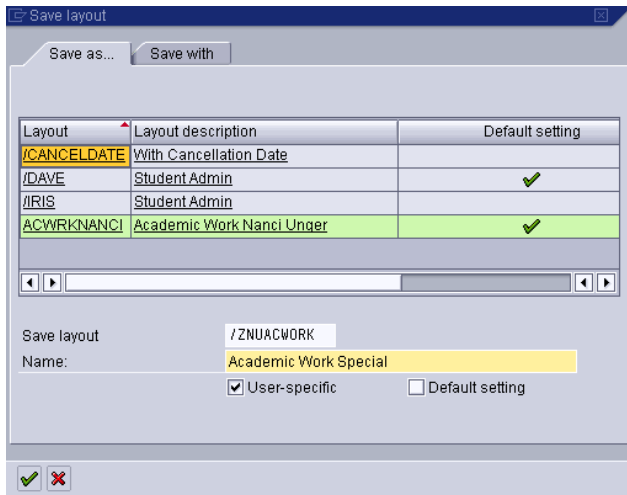 Save layout
Save as... Save with
Layout Layout description Default setting
/CANCELDATE With Cancellation Date
/DAVE Student Admin
/IRIS Student Admin
ACWRKNANCI Academic Work Nanci Unger
Save layout /ZNUACWORK
Name: Academic Work Special
User-specific Default setting